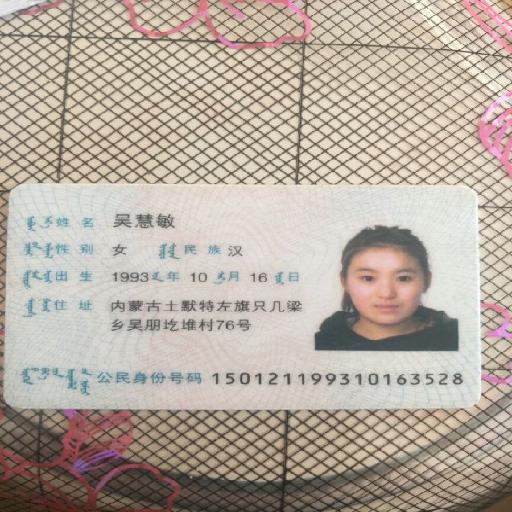 姓名 吴慧敏
性别 女 民族 汉
出生 1993 年 10 月 16 日
住址 内蒙古土默特左旗只几梁
乡吴朋圪堆村76号
公民身份号码 150121199310163528